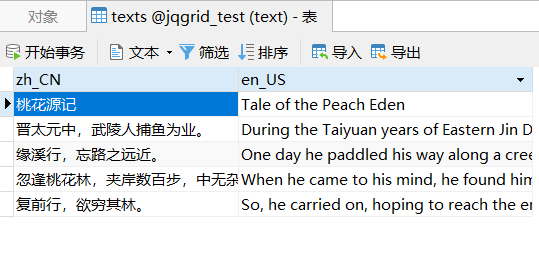 对象 texts @jqgrid_test (text) - 表
开始事务 文本 筛选 排序 导入 导出
zh_CN en_US
桃花源记 Tale of the Peach Eden
晋太元中，武陵人捕鱼为业。 During the Taiyuan years of Eastern Jin D
缘溪行，忘路之远近。 One day he paddled his way along a cree
忽逢桃花林，夹岸数百步，中无杂 When he came to his mind, he found him
复前行，欲穷其林。 So, he carried on, hoping to reach the en